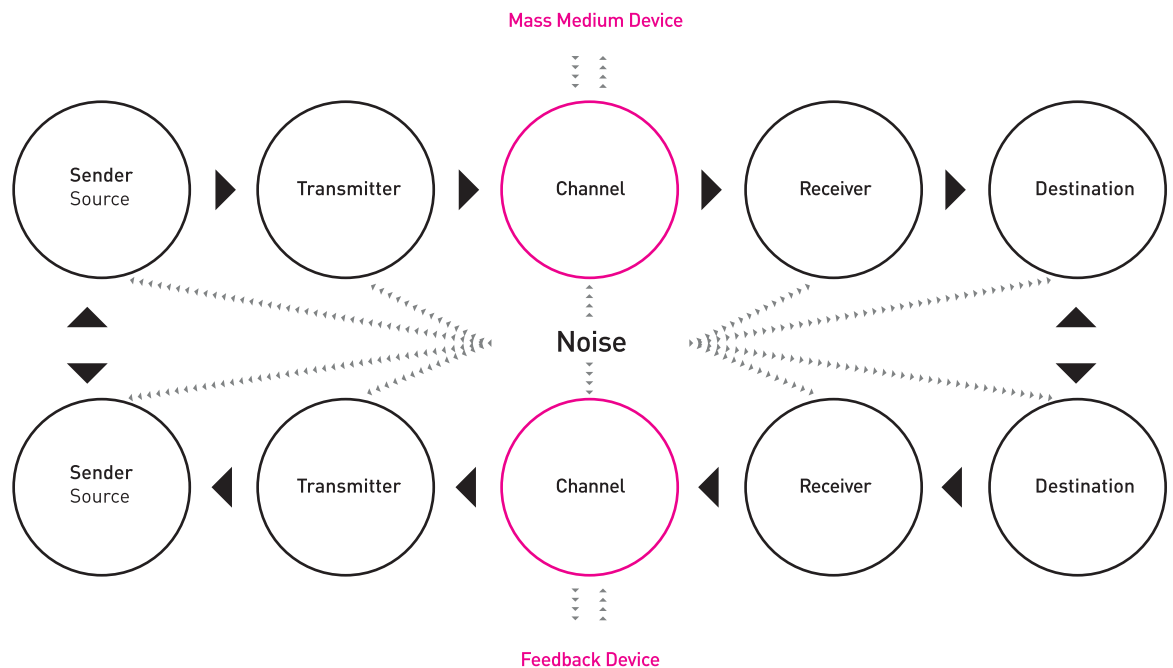 Mass Medium Device
Sender
Source
Transmitter
Channel
Receiver
Destination
Noise
Sender
Source
Transmitter
Channel
Receiver
Destination
Feedback Device